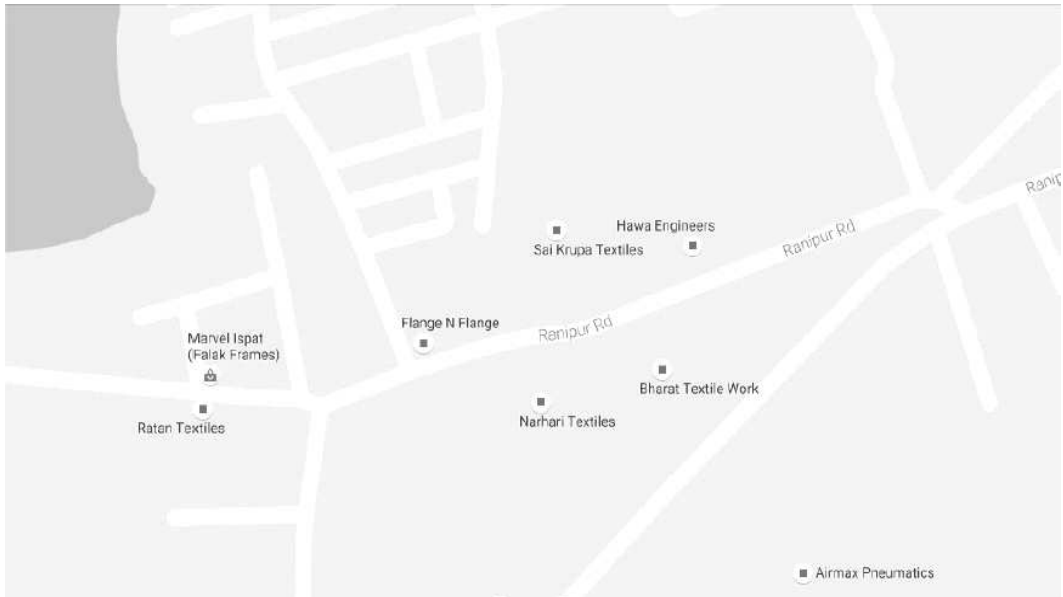 Ranip
Ranipur Rd
Hawa Engineers
Sai Krupa Textiles
Ranipur Rd
Flange N Flange
Marvel Ispat
(Falak Frames)
Bharat Textile Work
Narhari Textiles
Ratan Textiles
Airmax Pneumatics